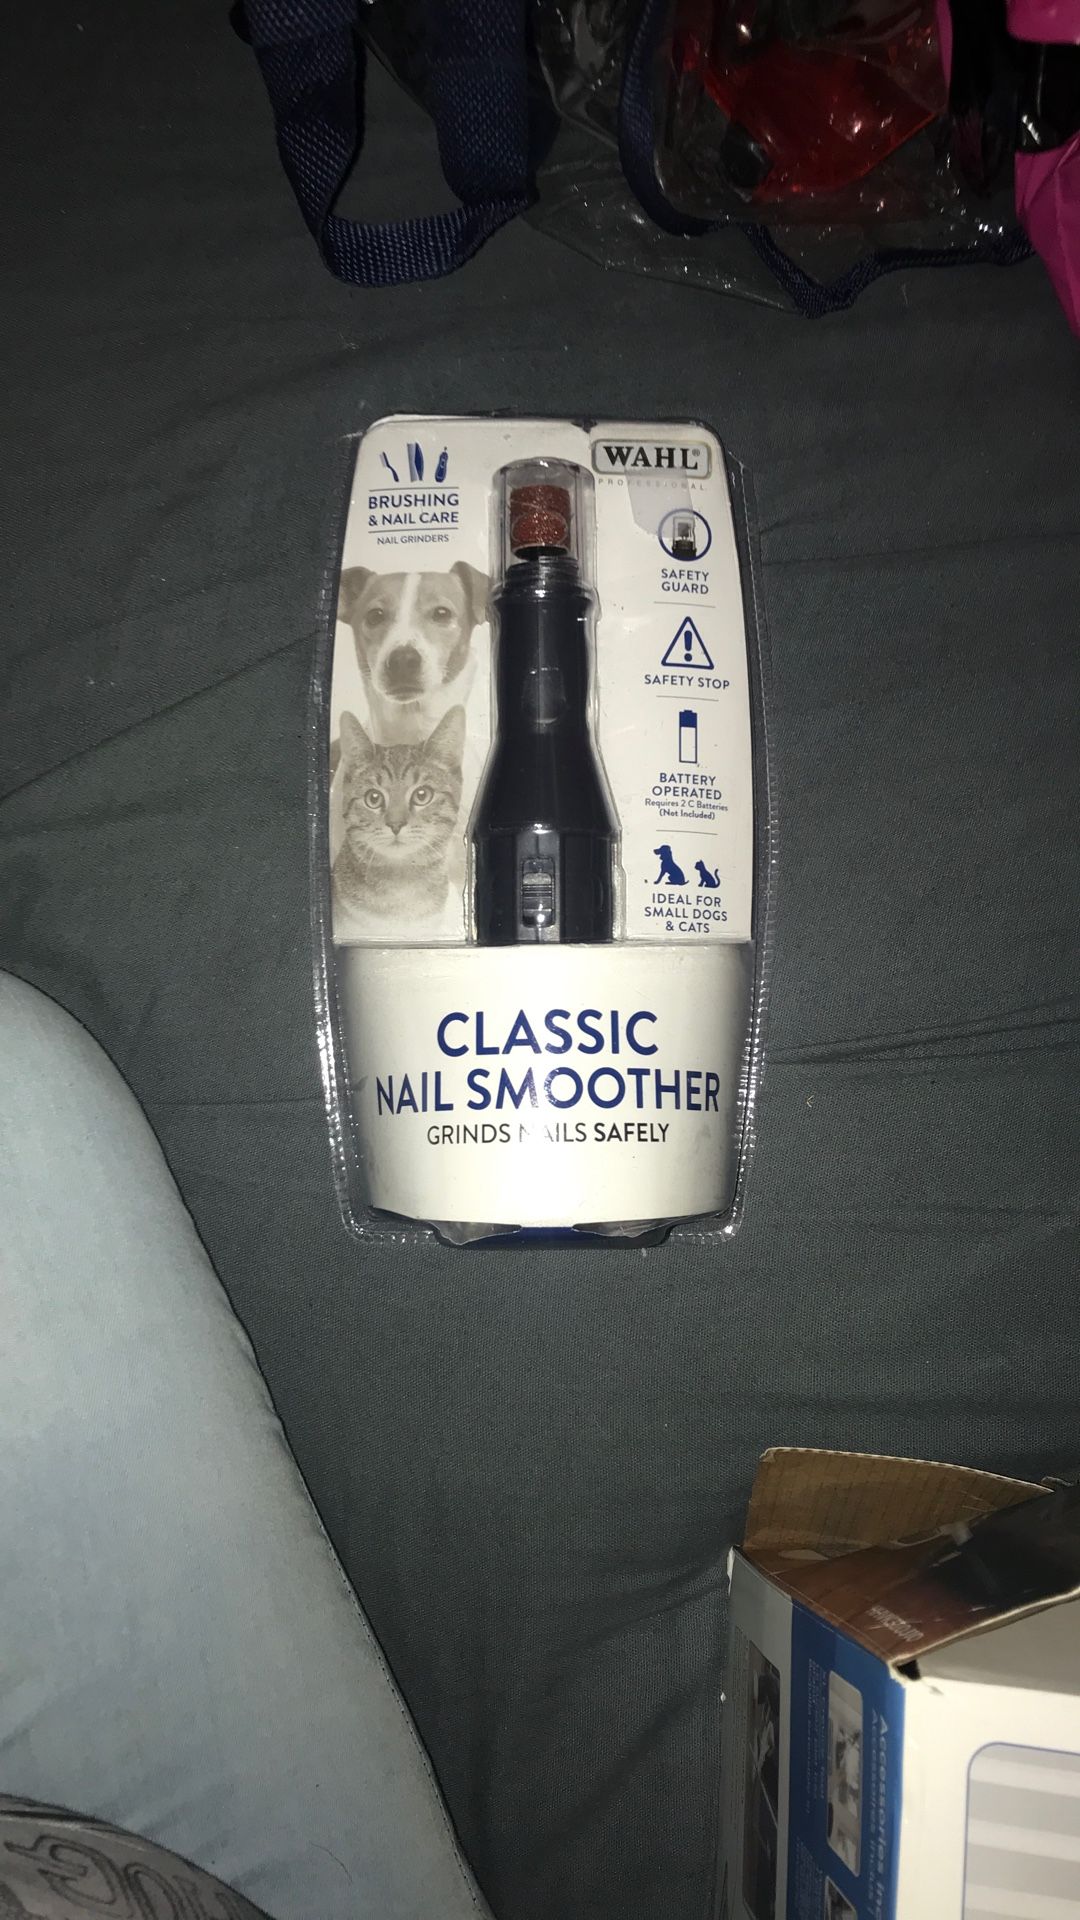 BRUSHING
& NAIL CARE
NAIL GRINDERS
WAHL®
PROFESSIONAL
SAFETY
GUARD
SAFETY STOP
BATTERY
OPERATED
Requires 2 C Batteries
(Not Included)
IDEAL FOR
SMALL DOGS
& CATS
CLASSIC
NAIL SMOOTHER
GRINDS NAILS SAFELY
Accessories